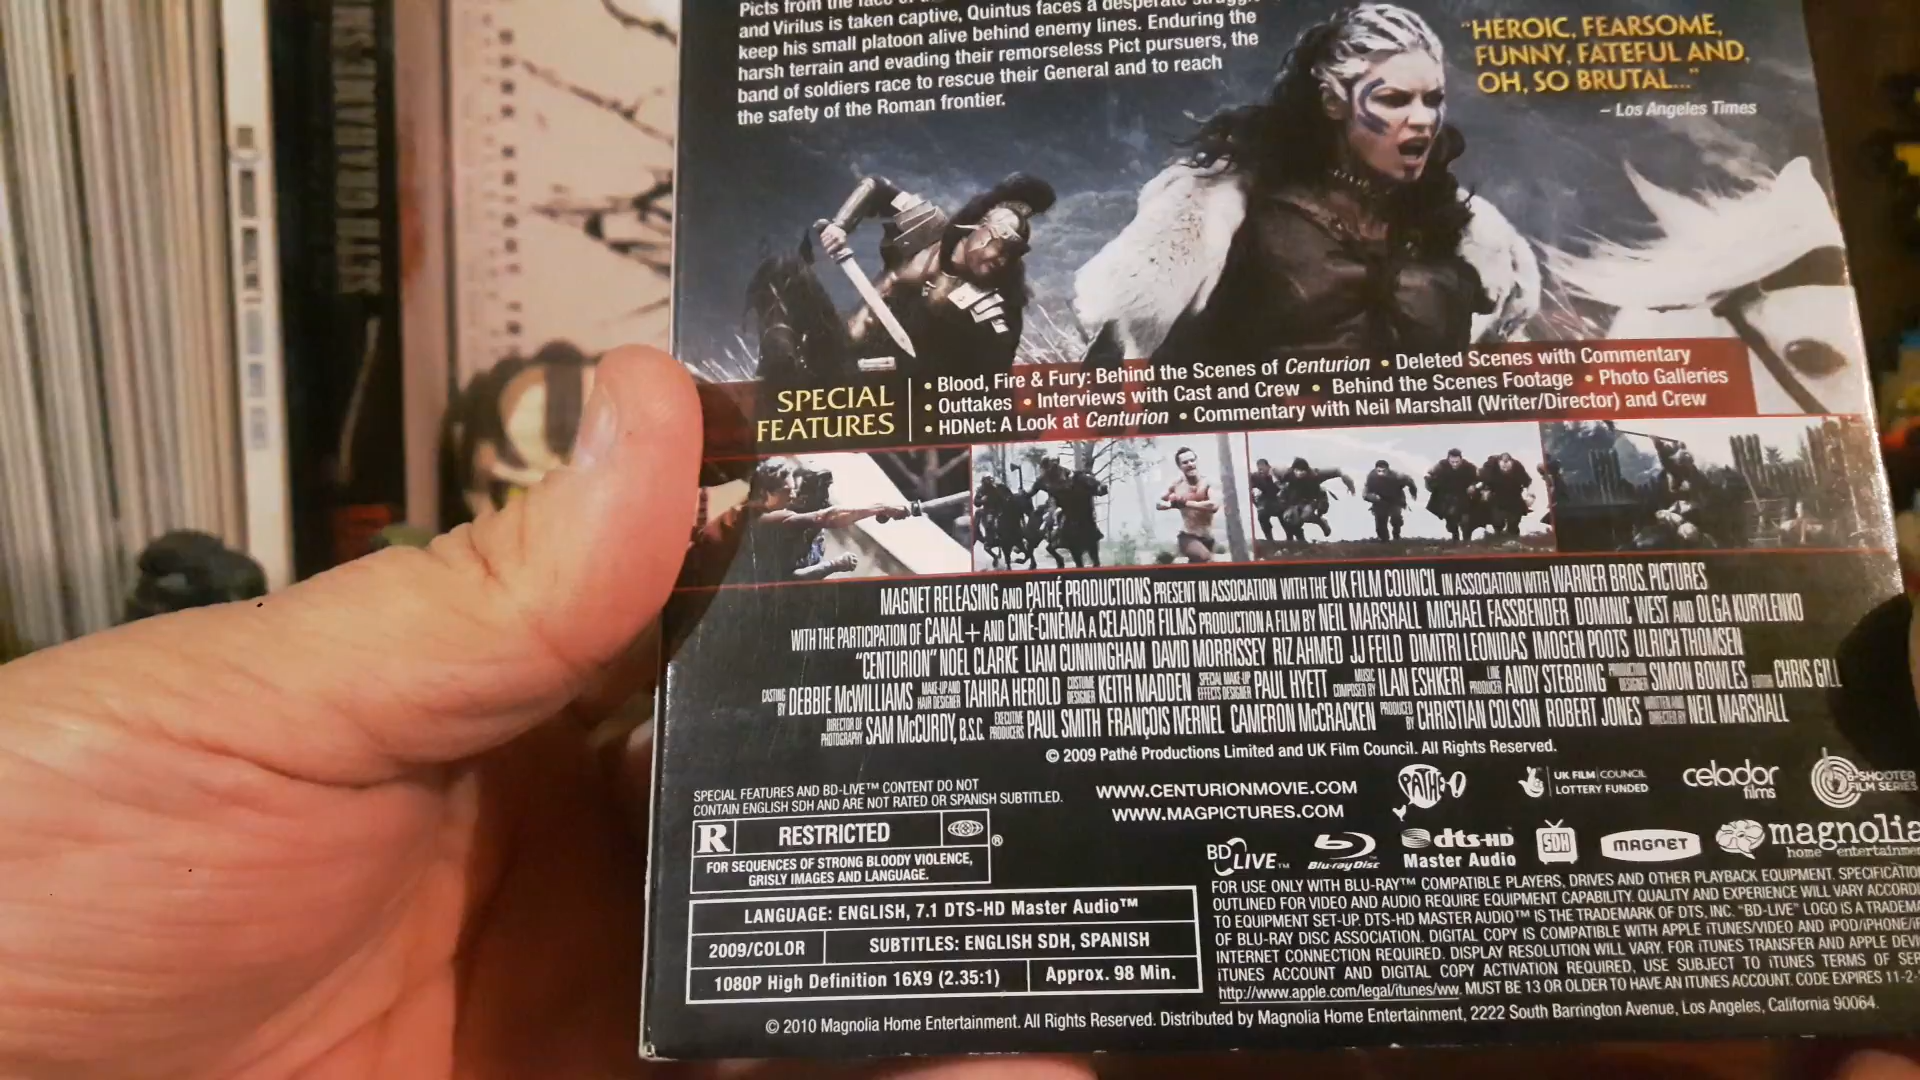 Picts from the face of
and Virilus is taken captive, Quintus faces a desperate struggle
keep his small platoon alive behind enemy lines. Enduring the
harsh terrain and evading their remorseless Pict pursuers, the
band of soldiers race to rescue their General and to reach
the safety of the Roman frontier.
"HEROIC, FEARSOME,
FUNNY, FATEFUL AND,
OH, SO BRUTAL..."
– Los Angeles Times
SETH GRAHAME-SM
SPECIAL
FEATURES
• Blood, Fire & Fury: Behind the Scenes of Centurion • Deleted Scenes with Commentary
• Outtakes • Interviews with Cast and Crew • Behind the Scenes Footage • Photo Galleries
• HDNet: A Look at Centurion • Commentary with Neil Marshall (Writer/Director) and Crew
MAGNET RELEASING AND PATHÉ PRODUCTIONS PRESENT IN ASSOCIATION WITH THE UK FILM COUNCIL IN ASSOCIATION WITH WARNER BROS. PICTURES
WITH THE PARTICIPATION OF CANAL+ AND CINÉ-CINÉMA A CELADOR FILMS PRODUCTION A FILM BY NEIL MARSHALL MICHAEL FASSBENDER DOMINIC WEST AND OLGA KURYLENKO
"CENTURION" NOEL CLARKE LIAM CUNNINGHAM DAVID MORRISSEY RIZ AHMED JJ FEILD DIMITRI LEONIDAS IMOGEN POOTS ULRICH THOMSEN
CASTING BY DEBBIE McWILLIAMS MAKE-UP AND HAIR DESIGNER TAHIRA HEROLD COSTUME DESIGNER KEITH MADDEN SPECIAL MAKE-UP EFFECTS DESIGNER PAUL HYETT MUSIC COMPOSED BY ILAN ESHKERI LINE PRODUCER ANDY STEBBING PRODUCTION DESIGNER SIMON BOWLES EDITOR CHRIS GILL
DIRECTOR OF PHOTOGRAPHY SAM McCURDY, B.S.C. EXECUTIVE PRODUCERS PAUL SMITH FRANÇOIS IVERNEL CAMERON McCRACKEN PRODUCED BY CHRISTIAN COLSON ROBERT JONES WRITTEN AND DIRECTED BY NEIL MARSHALL
© 2009 Pathé Productions Limited and UK Film Council. All Rights Reserved.
SPECIAL FEATURES AND BD-LIVE™ CONTENT DO NOT
CONTAIN ENGLISH SDH AND ARE NOT RATED OR SPANISH SUBTITLED.
WWW.CENTURIONMOVIE.COM
WWW.MAGPICTURES.COM
PATHÉ
UK FILM COUNCIL
LOTTERY FUNDED
celador
films
6-SHOOTER
FILM SERIES
R RESTRICTED ®
FOR SEQUENCES OF STRONG BLOODY VIOLENCE,
GRISLY IMAGES AND LANGUAGE.
BD LIVE™
Blu-ray Disc
dts-HD
Master Audio
SDH
MAGNET
magnolia
home entertainme
LANGUAGE: ENGLISH, 7.1 DTS-HD Master Audio™
2009/COLOR
SUBTITLES: ENGLISH SDH, SPANISH
1080P High Definition 16X9 (2.35:1)
Approx. 98 Min.
FOR USE ONLY WITH BLU-RAY™ COMPATIBLE PLAYERS, DRIVES AND OTHER PLAYBACK EQUIPMENT. SPECIFICATIO
OUTLINED FOR VIDEO AND AUDIO REQUIRE EQUIPMENT CAPABILITY. QUALITY AND EXPERIENCE WILL VARY ACCORDI
TO EQUIPMENT SET-UP. DTS-HD MASTER AUDIO™ IS THE TRADEMARK OF DTS, INC. "BD-LIVE" LOGO IS A TRADEMA
OF BLU-RAY DISC ASSOCIATION. DIGITAL COPY IS COMPATIBLE WITH APPLE iTUNES/VIDEO AND iPOD/iPHONE/iP
INTERNET CONNECTION REQUIRED. DISPLAY RESOLUTION WILL VARY. FOR iTUNES TRANSFER AND APPLE DEVI
iTUNES ACCOUNT AND DIGITAL COPY ACTIVATION REQUIRED, USE SUBJECT TO iTUNES TERMS OF SER
http://www.apple.com/legal/itunes/ww. MUST BE 13 OR OLDER TO HAVE AN iTUNES ACCOUNT. CODE EXPIRES 11-2-
© 2010 Magnolia Home Entertainment. All Rights Reserved. Distributed by Magnolia Home Entertainment, 2222 South Barrington Avenue, Los Angeles, California 90064.